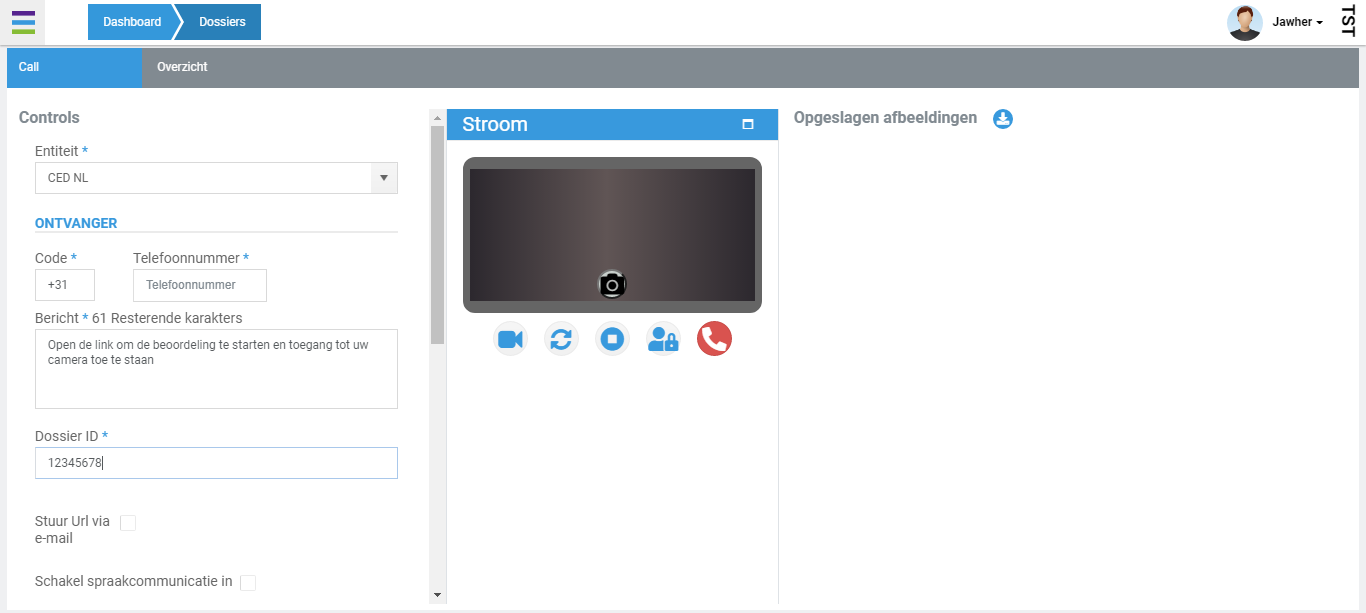 Dashboard
Dossiers
Jawher
TST
Call
Overzicht
Controls
Entiteit *
CED NL
ONTVANGER
Code *
Telefoonnummer *
+31
Telefoonnummer
Bericht * 61 Resterende karakters
Open de link om de beoordeling te starten en toegang tot uw
camera toe te staan
Dossier ID *
12345678
Stuur Url via
e-mail
Schakel spraakcommunicatie in
Stroom
Opgeslagen afbeeldingen